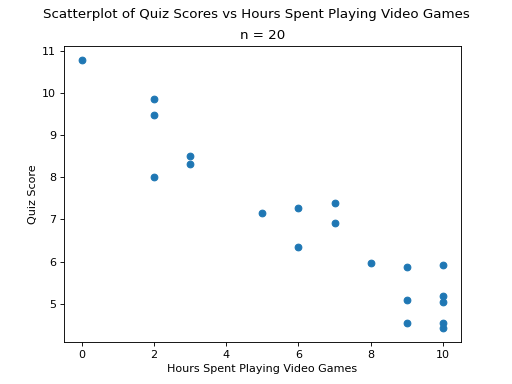 Scatterplot of Quiz Scores vs Hours Spent Playing Video Games
n = 20
11
10
9
8
7
6
5
Quiz Score
0 2 4 6 8 10
Hours Spent Playing Video Games